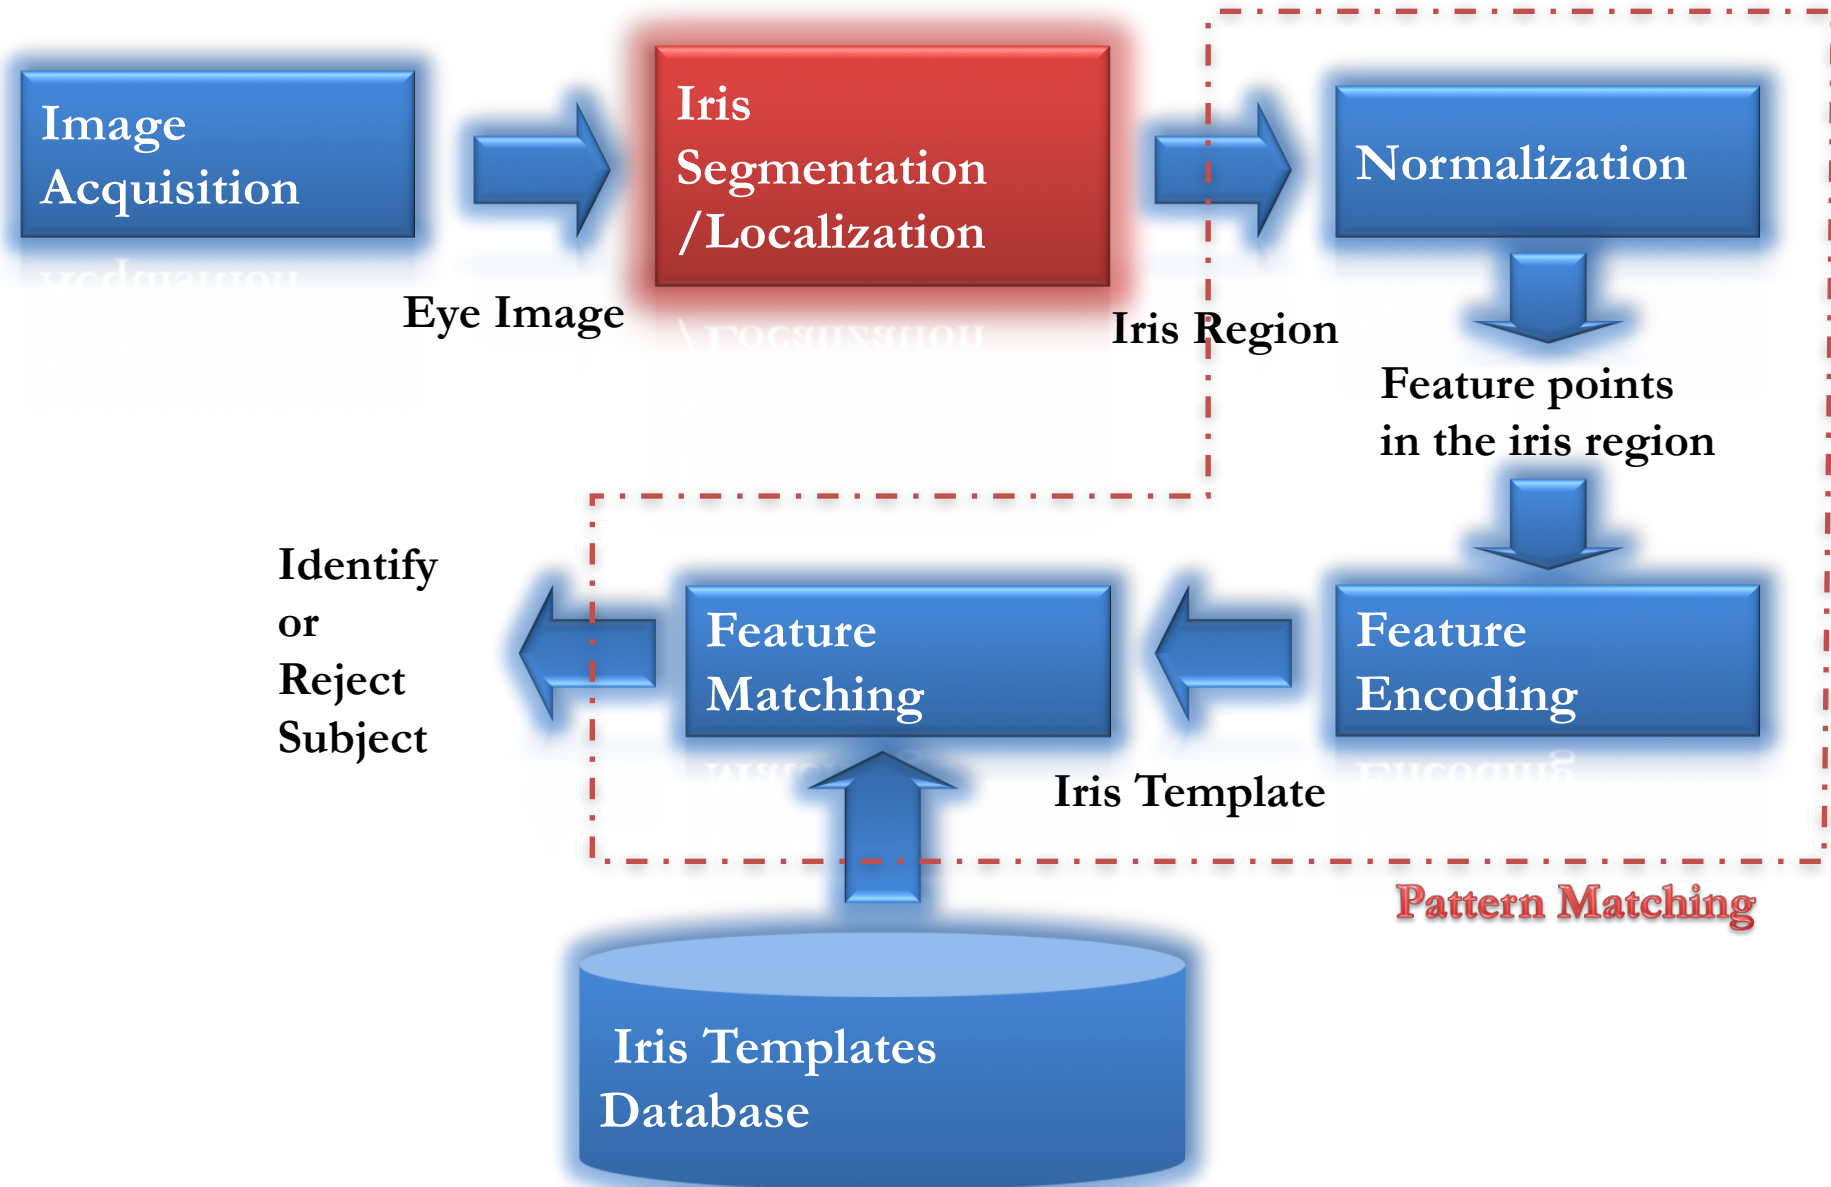 Image
Acquisition
Eye Image
Iris
Segmentation
/Localization
Iris Region
Normalization
Feature points
in the iris region
Feature
Encoding
Iris Template
Feature
Matching
Identify
or
Reject
Subject
Pattern Matching
Iris Templates
Database